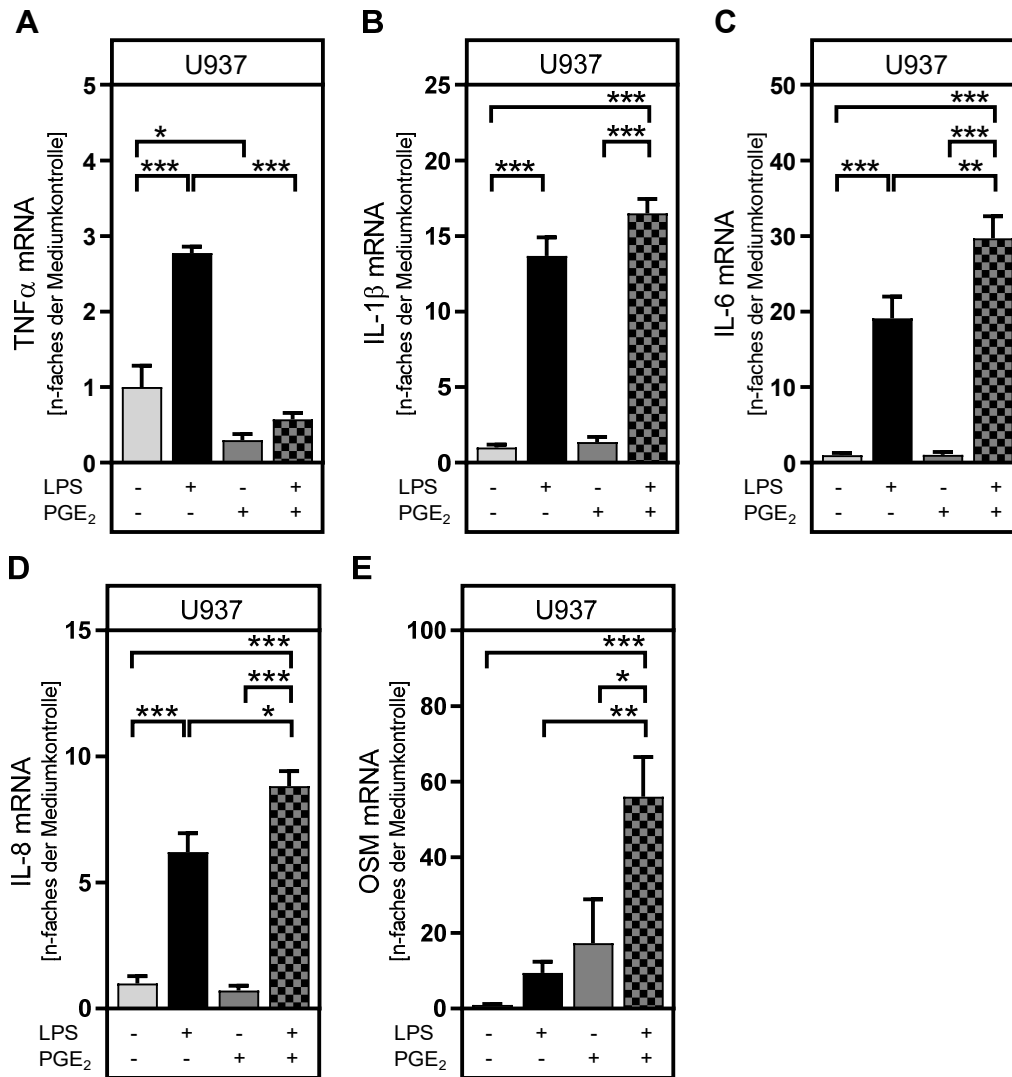 A
U937
TNFα mRNA
[n-faches der Mediumkontrolle]
5
4
3
2
1
0
*
***
***
LPS - + - +
PGE₂ - - + +
B
U937
IL-1β mRNA
[n-faches der Mediumkontrolle]
25
20
15
10
5
0
***
***
***
LPS - + - +
PGE₂ - - + +
C
U937
IL-6 mRNA
[n-faches der Mediumkontrolle]
50
40
30
20
10
0
***
***
***
**
LPS - + - +
PGE₂ - - + +
D
U937
IL-8 mRNA
[n-faches der Mediumkontrolle]
15
10
5
0
***
***
***
*
LPS - + - +
PGE₂ - - + +
E
U937
OSM mRNA
[n-faches der Mediumkontrolle]
100
80
60
40
20
0
***
*
**
LPS - + - +
PGE₂ - - + +